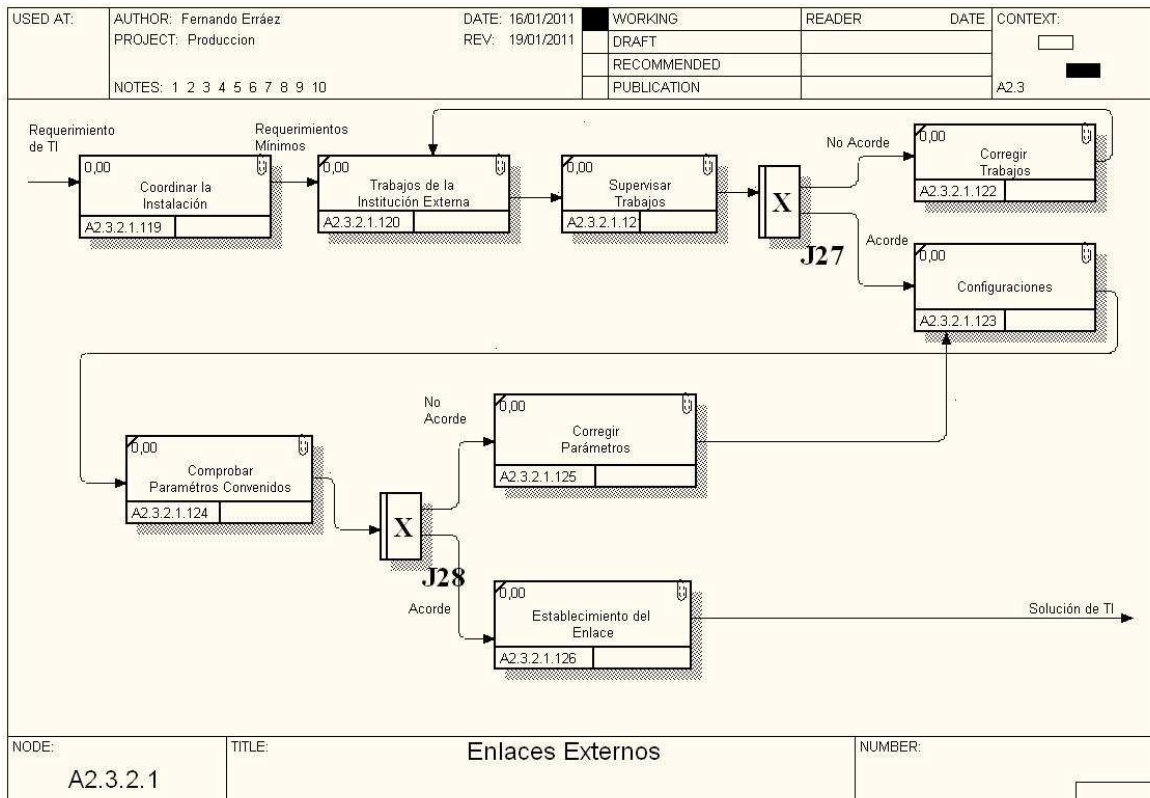 USED AT:
AUTHOR: Fernando Erráez
DATE: 16/01/2011
PROJECT: Produccion
REV: 19/01/2011
NOTES: 1 2 3 4 5 6 7 8 9 10
WORKING
DRAFT
RECOMMENDED
PUBLICATION
READER
DATE
CONTEXT:
A2.3
Requerimiento
de TI
0,00
Coordinar la
Instalación
A2.3.2.1.119
Requerimientos
Mínimos
0,00
Trabajos de la
Institución Externa
A2.3.2.1.120
0,00
Supervisar
Trabajos
A2.3.2.1.12
X
J27
No Acorde
0,00
Corregir
Trabajos
A2.3.2.1.122
Acorde
0,00
Configuraciones
A2.3.2.1.123
0,00
Comprobar
Paramétros Convenidos
A2.3.2.1.124
X
J28
No
Acorde
0,00
Corregir
Parámetros
A2.3.2.1.125
Acorde
0,00
Establecimiento del
Enlace
A2.3.2.1.126
Solución de TI
NODE:
A2.3.2.1
TITLE:
Enlaces Externos
NUMBER: